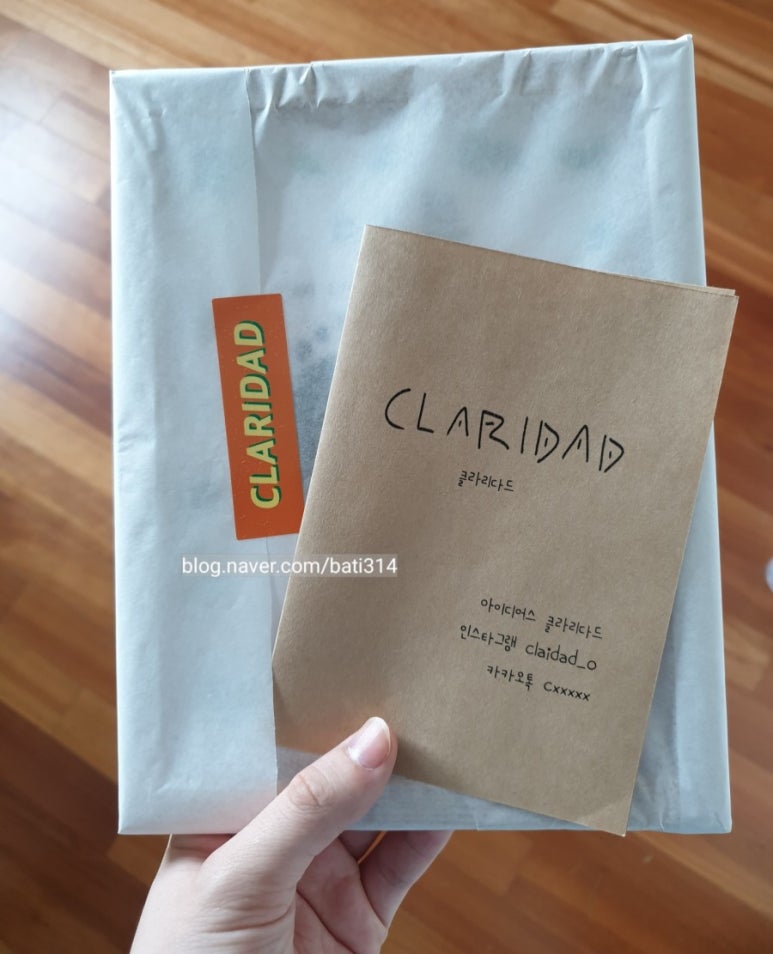 CLARIDAD
CLARIDAD
클라리다드
blog.naver.com/bati314
아이디어스 클라리다드
인스타그램 claidad_o
카카오톡 cxxxxx